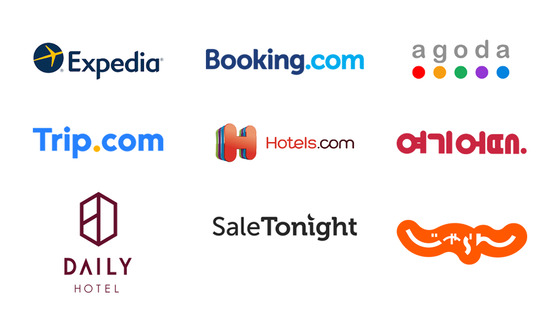 Expedia®
Booking.com
agoda
Trip.com
Hotels.com
여기어때.
DAILY
HOTEL
SaleTonight
じゃらん